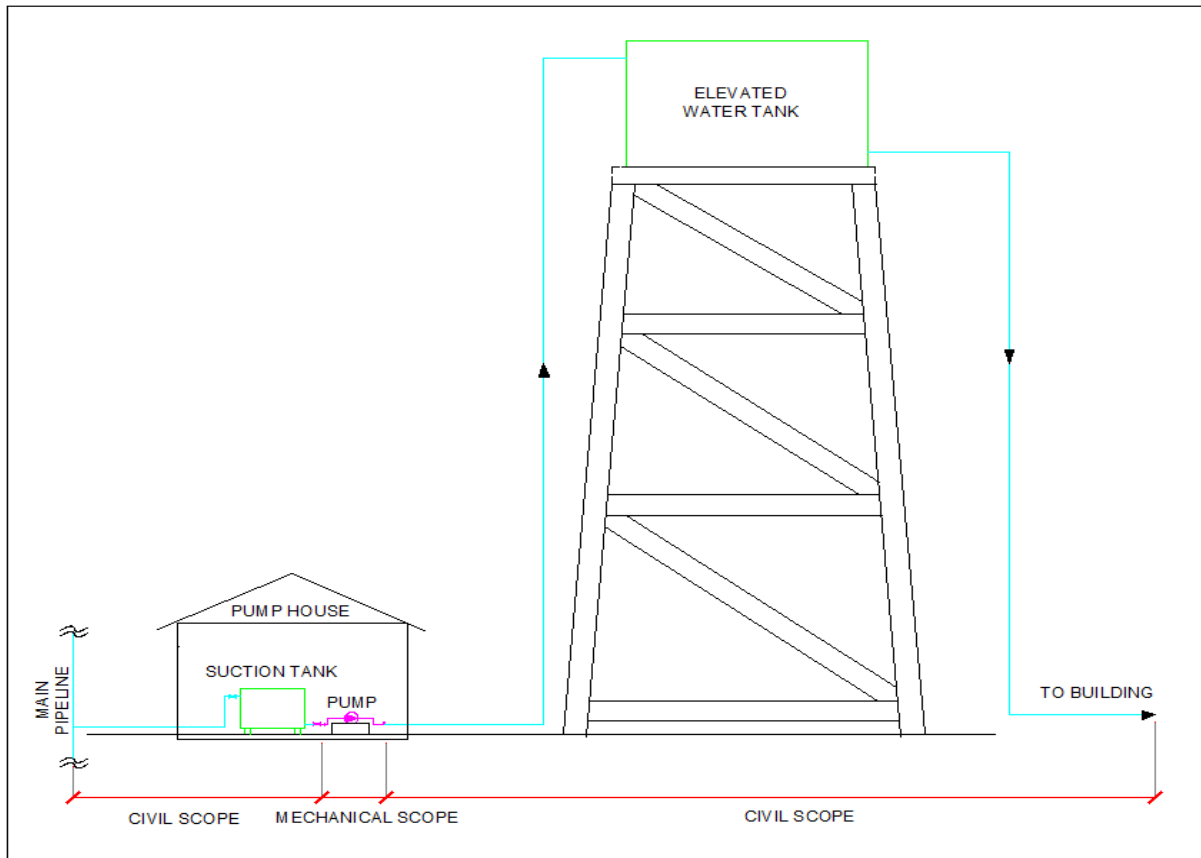 ELEVATED
WATER TANK
PUMP HOUSE
SUCTION TANK
PUMP
MAIN
PIPELINE
TO BUILDING
CIVIL SCOPE
MECHANICAL SCOPE
CIVIL SCOPE